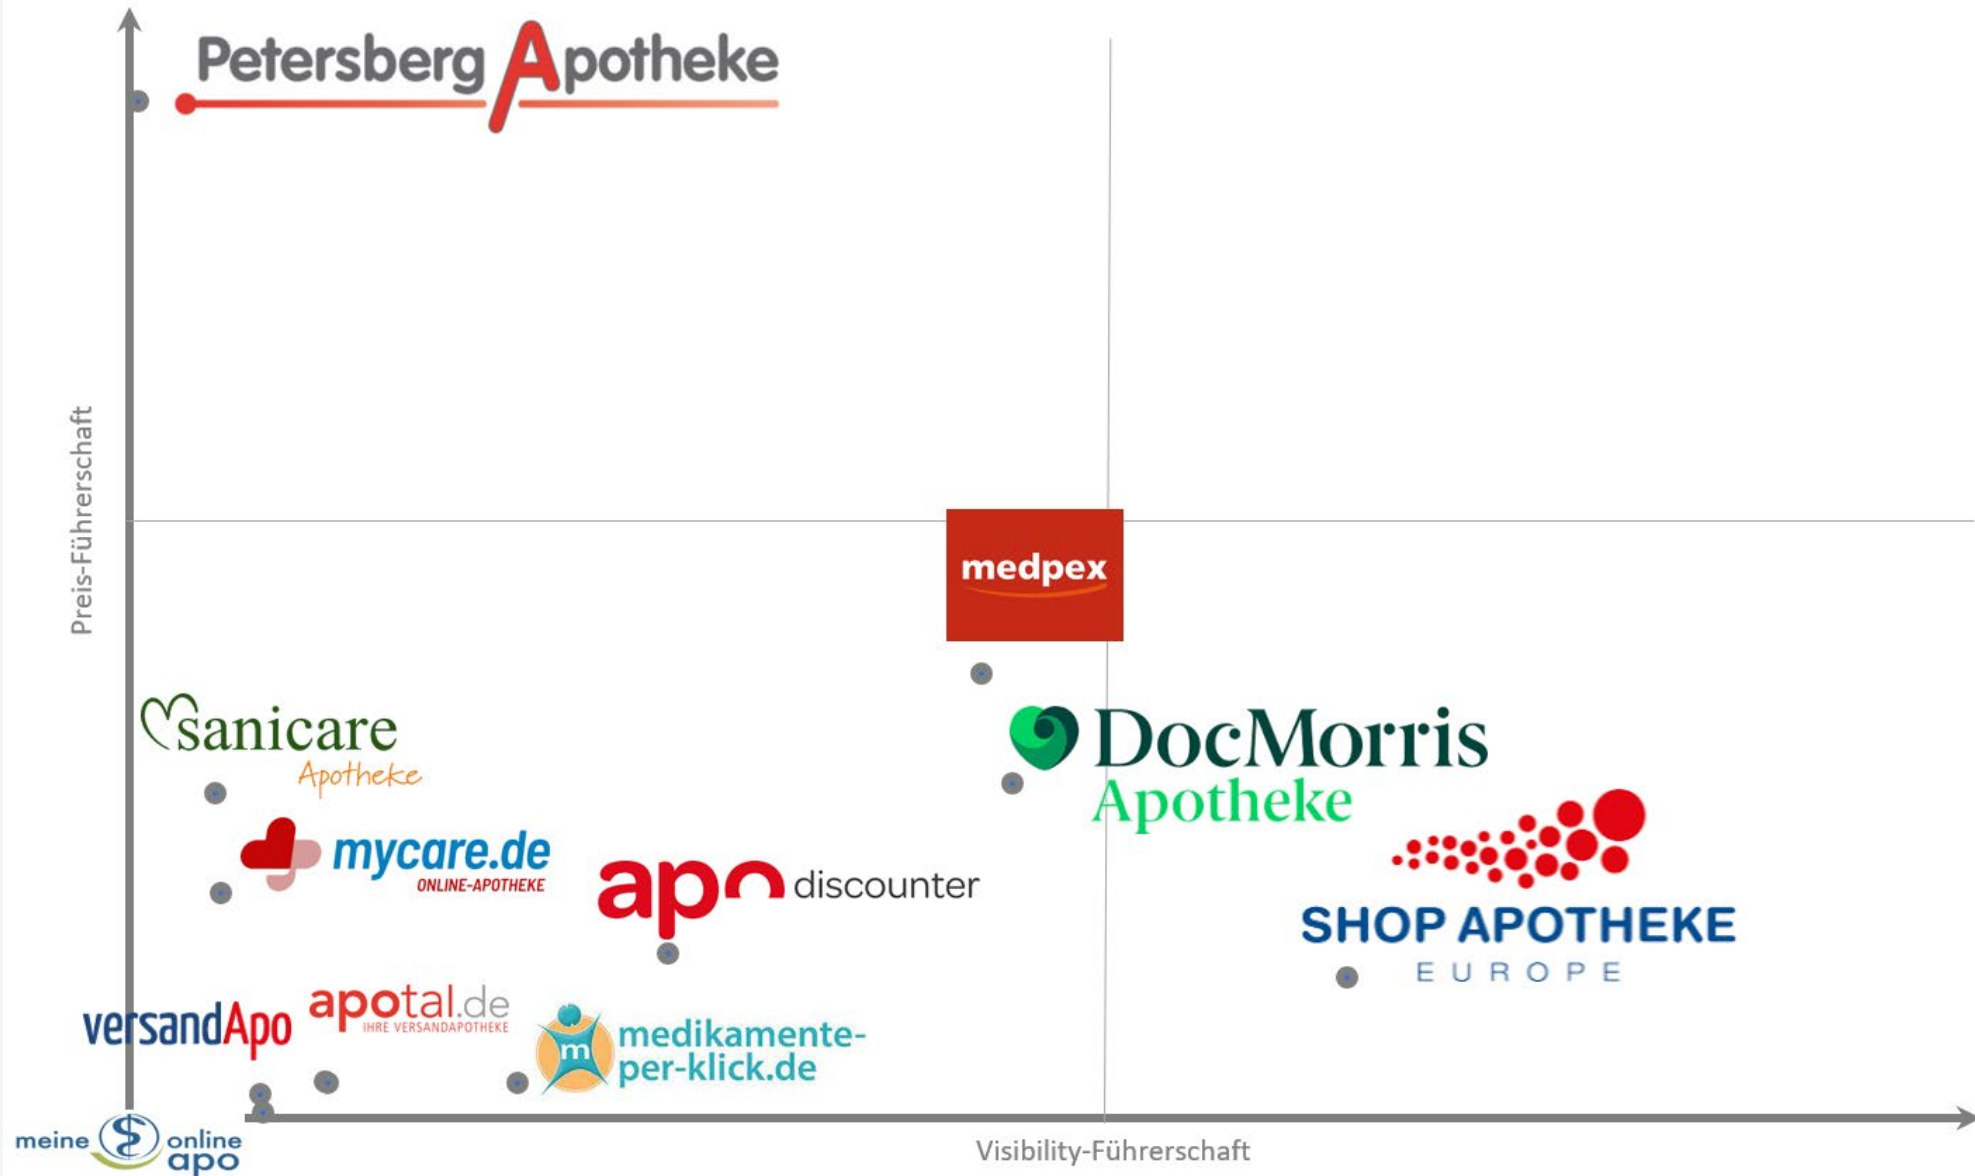 Petersberg Apotheke
Preis-Führerschaft
medpex
sanicare
Apotheke
DocMorris
Apotheke
mycare.de
ONLINE-APOTHEKE
apo discounter
SHOP APOTHEKE
EUROPE
versandApo
apotal.de
IHRE VERSANDAPOTHEKE
m
medikamente-
per-klick.de
meine online
apo
Visibility-Führerschaft